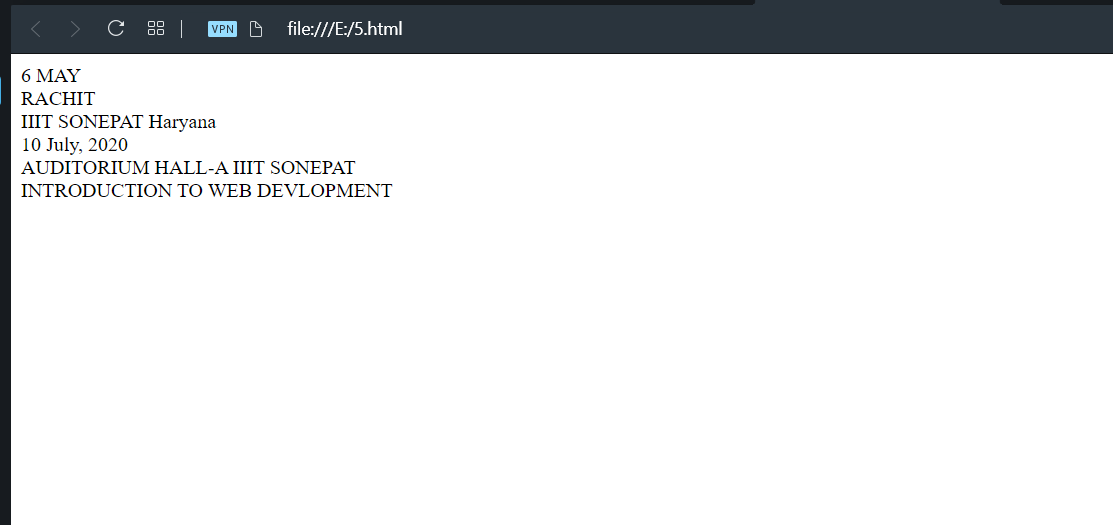 VPN file:///E:/5.html
6 MAY
RACHIT
IIIT SONEPAT Haryana
10 July, 2020
AUDITORIUM HALL-A IIIT SONEPAT
INTRODUCTION TO WEB DEVLOPMENT